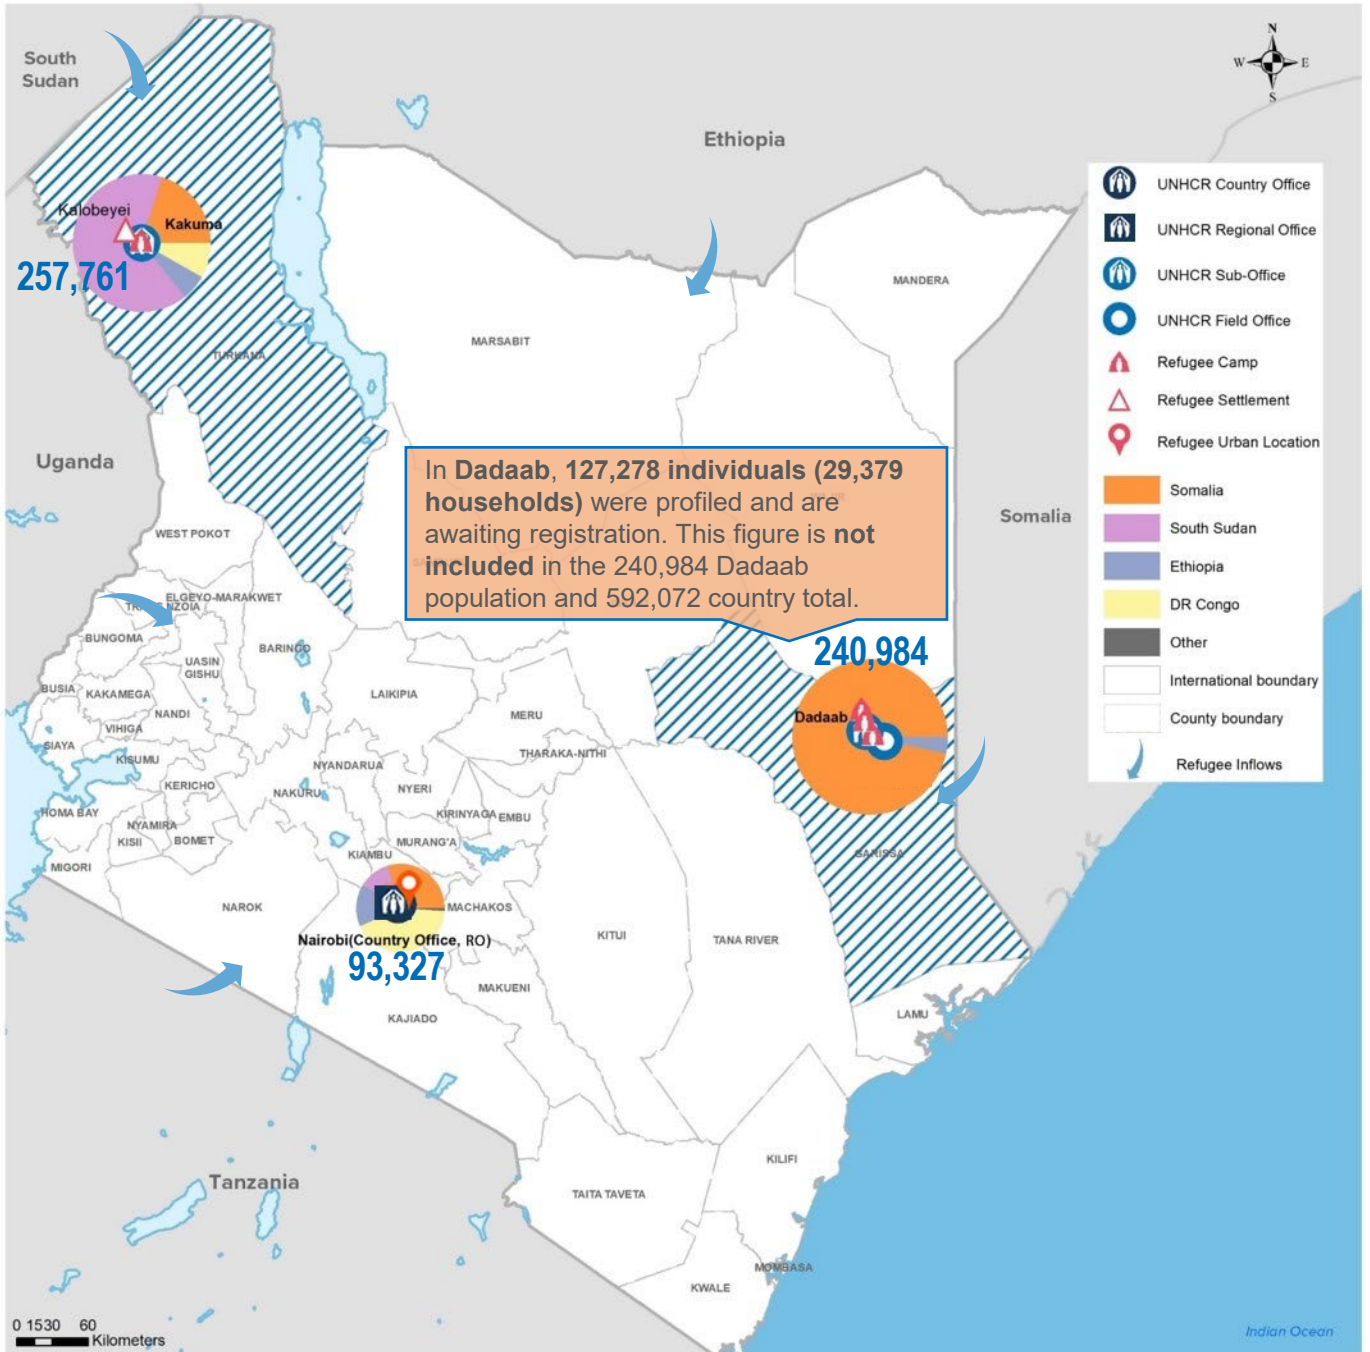 South
Sudan
N
W E
S
Ethiopia
Kalobeyei
Kakuma
257,761
TURKANA
MARSABIT
MANDERA
UNHCR Country Office
UNHCR Regional Office
UNHCR Sub-Office
UNHCR Field Office
Refugee Camp
Refugee Settlement
Refugee Urban Location
Somalia
South Sudan
Ethiopia
DR Congo
Other
International boundary
County boundary
Refugee Inflows
Uganda
Somalia
In Dadaab, 127,278 individuals (29,379
households) were profiled and are
awaiting registration. This figure is not
included in the 240,984 Dadaab
population and 592,072 country total.
WEST POKOT
ELGEYO-MARAKWET
NZOIA
BUNGOMA
BARINGO
UASIN
GISHU
BUSIA
KAKAMEGA
LAIKIPIA
NANDI
MERU
VIHIGA
SIAYA
THARAKA-NITHI
KISUMU
NYANDARUA
KERICHO
NAKURU
NYERI
HOMA BAY
KIRINYAGA
EMBU
NYAMIRA
KISII
BOMET
MURANG'A
KIAMBU
MIGORI
240,984
Dadaab
GARISSA
NAROK
MACHAKOS
Nairobi(Country Office, RO)
93,327
KITUI
TANA RIVER
MAKUENI
KAJIADO
LAMU
KILIFI
Tanzania
TAITA TAVETA
MOMBASA
KWALE
0 1530 60
Kilometers
Indian Ocean